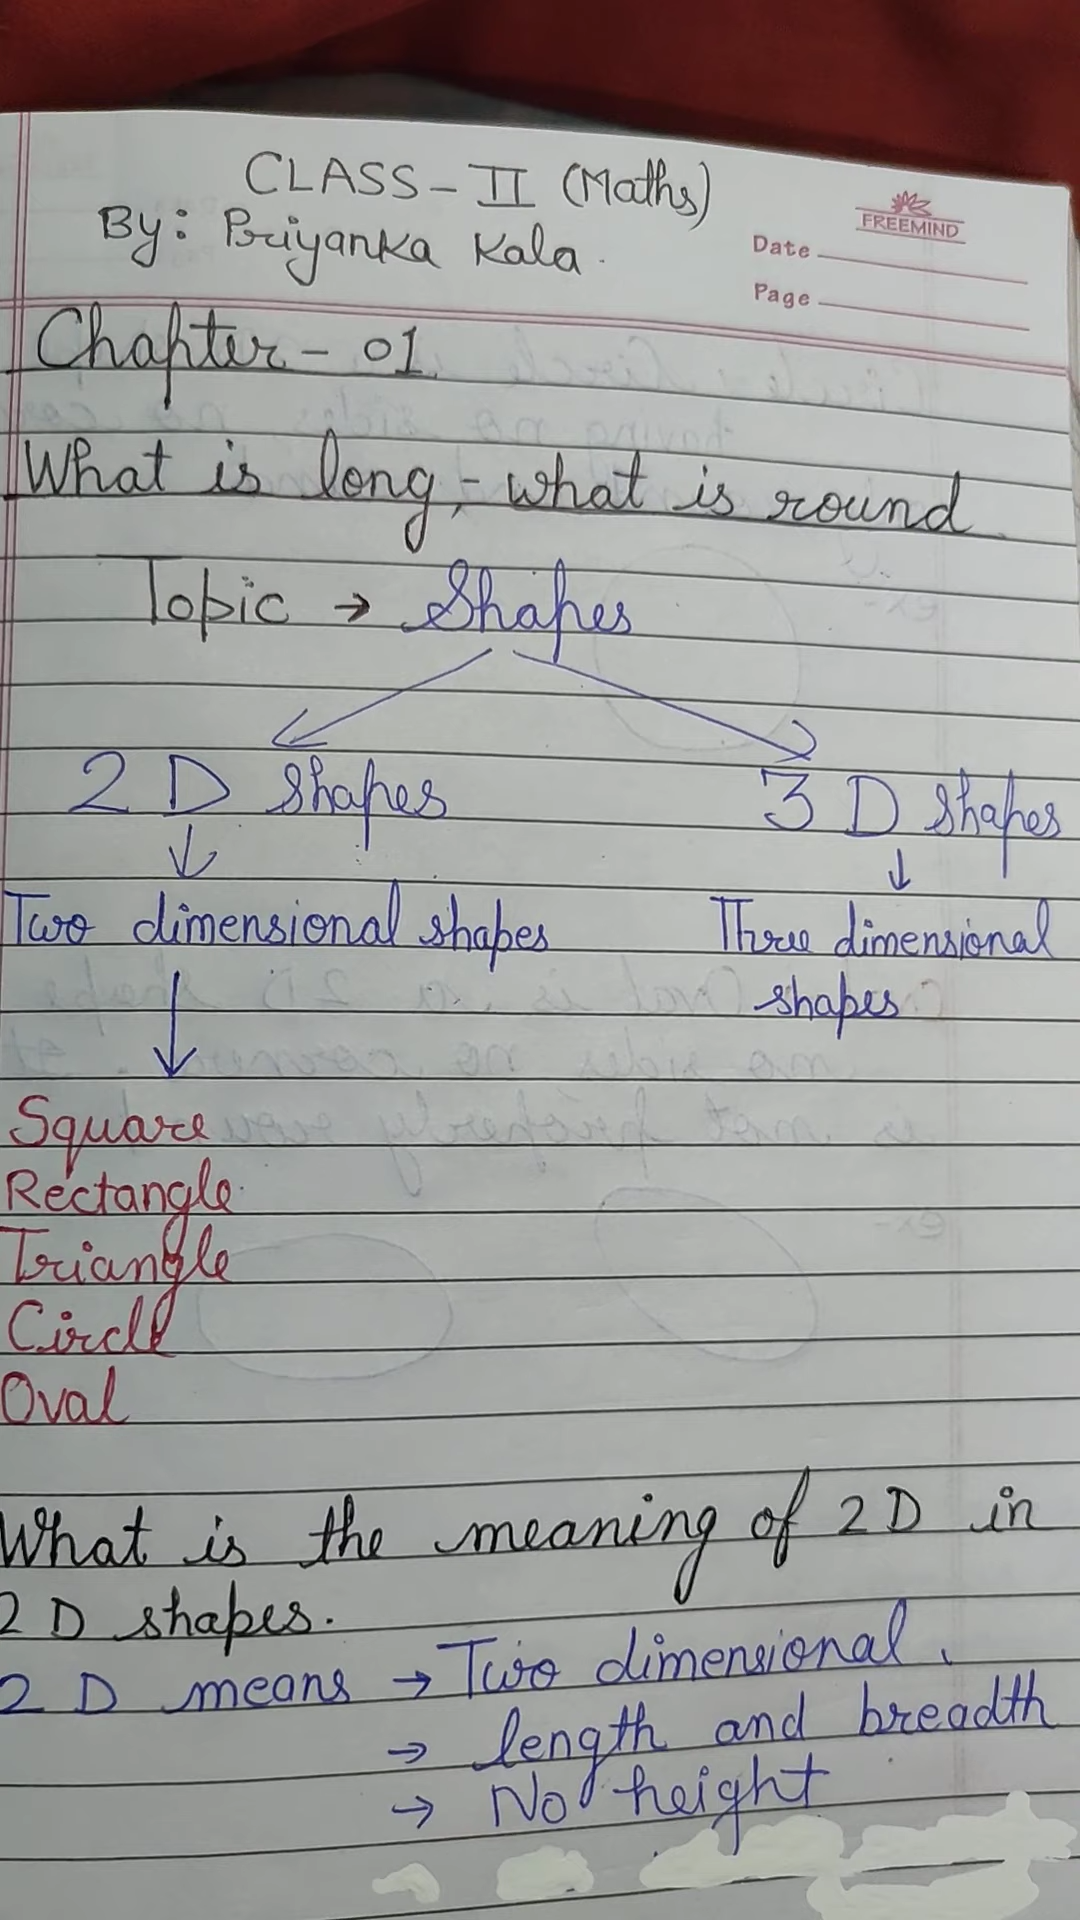 CLASS - II (Maths)
By: Priyanka Kala.
FREEMIND
Date
Page
Chapter - 01
What is long, - what is round
Topic → Shapes
2 D shapes
3 D shapes
Two dimensional shapes
Three dimensional
shapes
Square
Rectangle
Triangle
Circle
Oval
What is the meaning of 2D in
2 D shapes.
2 D means → Two dimensional.
→ length and breadth
→ No height